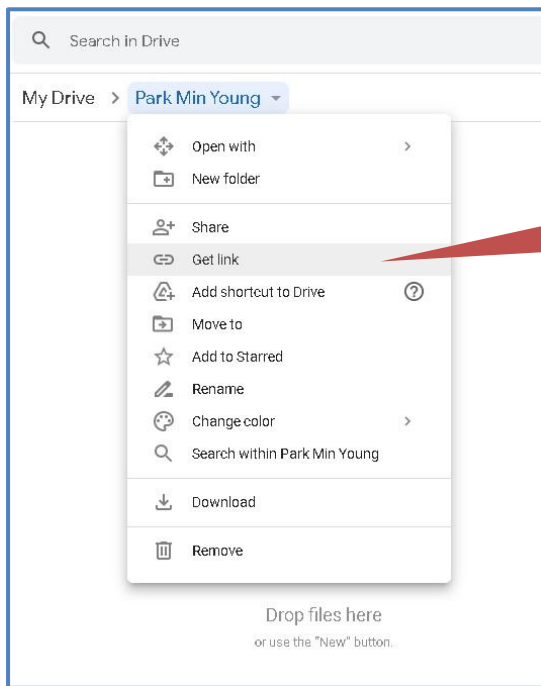 Search in Drive
My Drive > Park Min Young
Open with
New folder
Share
Get link
Add shortcut to Drive
Move to
Add to Starred
Rename
Change color
Search within Park Min Young
Download
Remove
Drop files here
or use the "New" button.